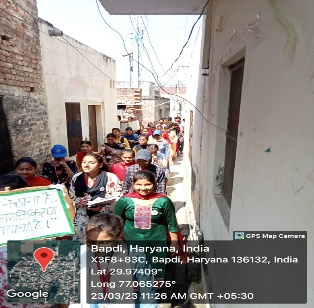 GPS Map Camera
Bapdi, Haryana, India
X3F8+83C, Bapdi, Haryana 136132, India
Lat 29.97409°
Long 77.065275°
23/03/23 11:26 AM GMT +05:30
Google